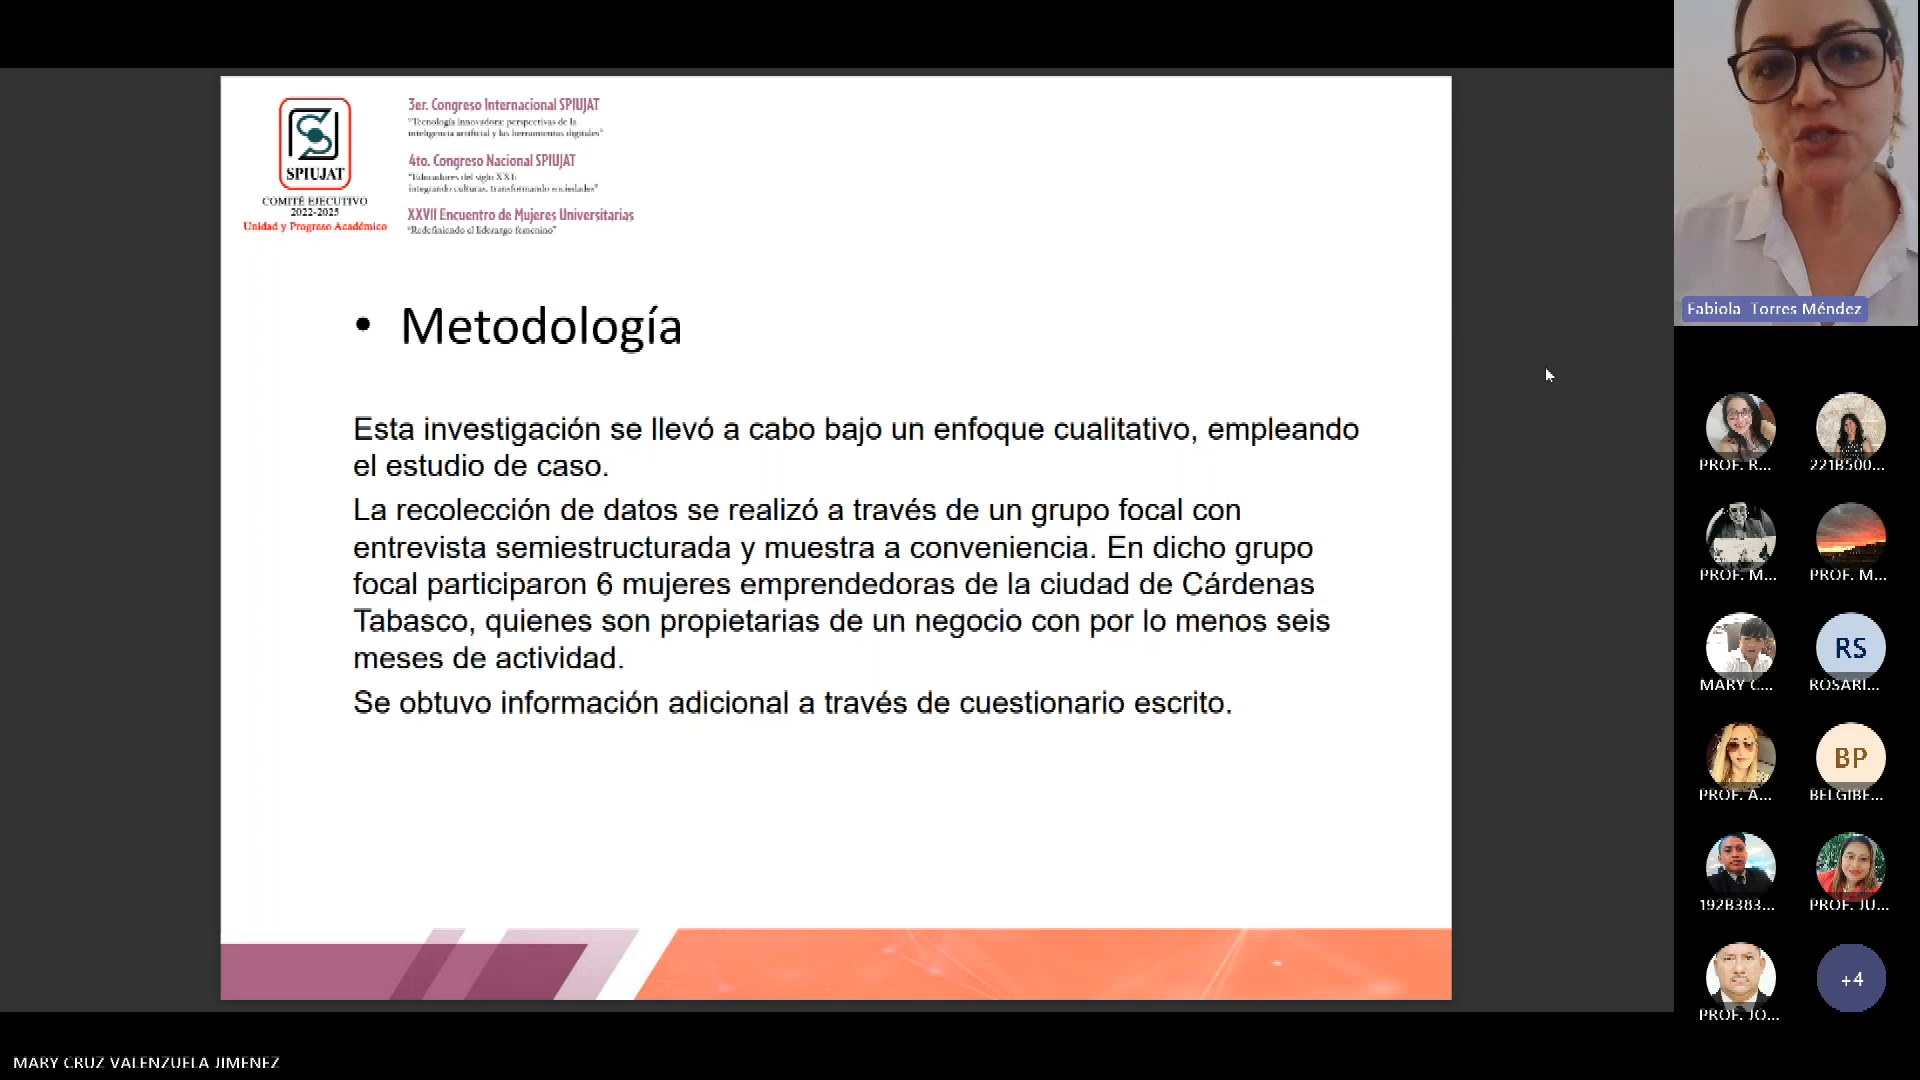 SPIUJAT
COMITÉ EJECUTIVO
2022-2025
Unidad y Progreso Académico
3er. Congreso Internacional SPIUJAT
"Tecnología innovadora: perspectivas de la
inteligencia artificial y las herramientas digitales"
4to. Congreso Nacional SPIUJAT
"Educadores del siglo XXI:
integrando culturas, transformando sociedades"
XXVII Encuentro de Mujeres Universitarias
"Redefiniendo el liderazgo femenino"
• Metodología
Esta investigación se llevó a cabo bajo un enfoque cualitativo, empleando
el estudio de caso.
La recolección de datos se realizó a través de un grupo focal con
entrevista semiestructurada y muestra a conveniencia. En dicho grupo
focal participaron 6 mujeres emprendedoras de la ciudad de Cárdenas
Tabasco, quienes son propietarias de un negocio con por lo menos seis
meses de actividad.
Se obtuvo información adicional a través de cuestionario escrito.
Fabiola Torres Méndez
PROF. R...
221B500...
PROF. M...
PROF. M...
MARY C...
RS
ROSARI...
PROF. A...
BP
BELGIBE...
192B383...
PROF. JU...
PROF. JO...
+4
MARY CRUZ VALENZUELA JIMENEZ